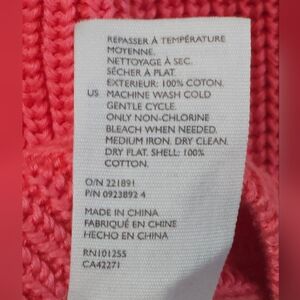 REPASSER À TEMPÉRATURE
MOYENNE.
NETTOYAGE À SEC.
SÉCHER À PLAT.
EXTERIEUR: 100% COTON.
US MACHINE WASH COLD
GENTLE CYCLE.
ONLY NON-CHLORINE
BLEACH WHEN NEEDED.
MEDIUM IRON. DRY CLEAN.
DRY FLAT. SHELL: 100%
COTTON.
O/N 221891
P/N 0923892 4
MADE IN CHINA
FABRIQUÉ EN CHINE
HECHO EN CHINA
RN101255
CA42271